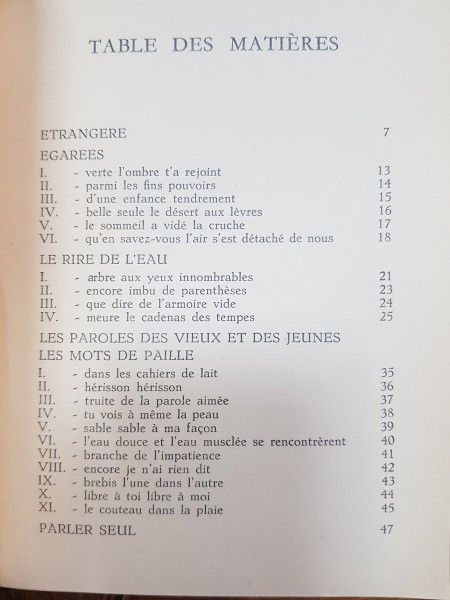 TABLE DES MATIÈRES
ETRANGERE 7
EGAREES
I. - verte l'ombre t'a rejoint 13
II. - parmi les fins pouvoirs 14
III. - d'une enfance tendrement 15
IV. - belle seule le désert aux lèvres 16
V. - le sommeil a vidé la cruche 17
VI. - qu'en savez-vous l'air s'est détaché de nous 18
LE RIRE DE L'EAU
I. - arbre aux yeux innombrables 21
II. - encore imbu de parenthèses 23
III. - que dire de l'armoire vide 24
IV. - meure le cadenas des tempes 25
LES PAROLES DES VIEUX ET DES JEUNES
LES MOTS DE PAILLE
I. - dans les cahiers de lait 35
II. - hérisson hérisson 36
III. - truite de la parole aimée 37
IV. - tu vois à même la peau 38
V. - sable sable à ma façon 39
VI. - l'eau douce et l'eau musclée se rencontrèrent 40
VII. - branche de l'impatience 41
VIII. - encore je n'ai rien dit 42
IX. - brebis l'une dans l'autre 43
X. - libre à toi libre à moi 44
XI. - le couteau dans la plaie 45
PARLER SEUL 47